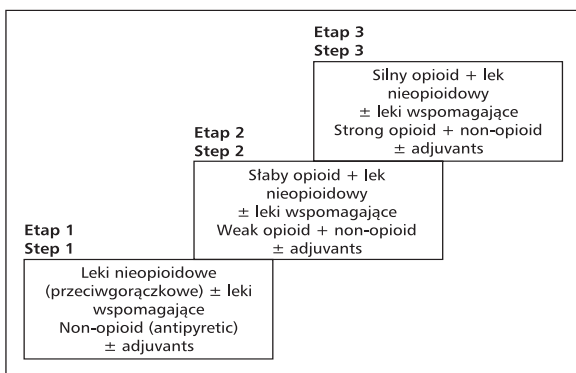 Etap 3
Step 3
Silny opioid + lek
nieopioidowy
± leki wspomagające
Strong opioid + non-opioid
± adjuvants
Etap 2
Step 2
Słaby opioid + lek
nieopioidowy
± leki wspomagające
Weak opioid + non-opioid
± adjuvants
Etap 1
Step 1
Leki nieopioidowe
(przeciwgorączkowe) ± leki
wspomagające
Non-opioid (antipyretic)
± adjuvants